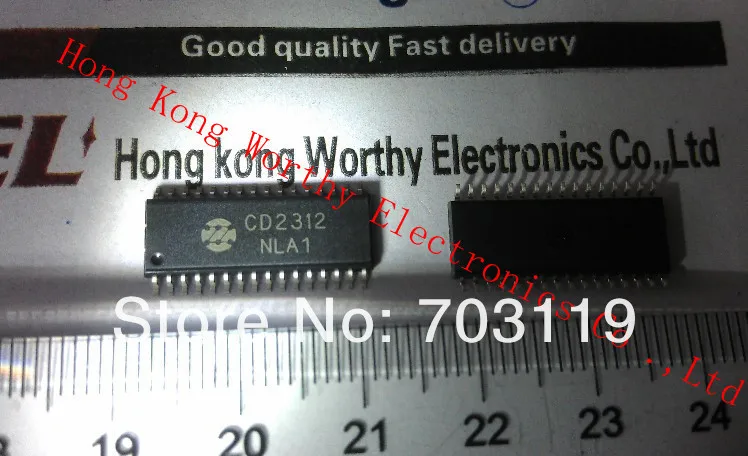 Good quality Fast delivery
EL
Hong kong Worthy Electronics Co.,Ltd
Hong Kong Worthy Electronics Co.,Ltd
CD2312
NLA1
Store No: 703119
19 20 21 22 23 24